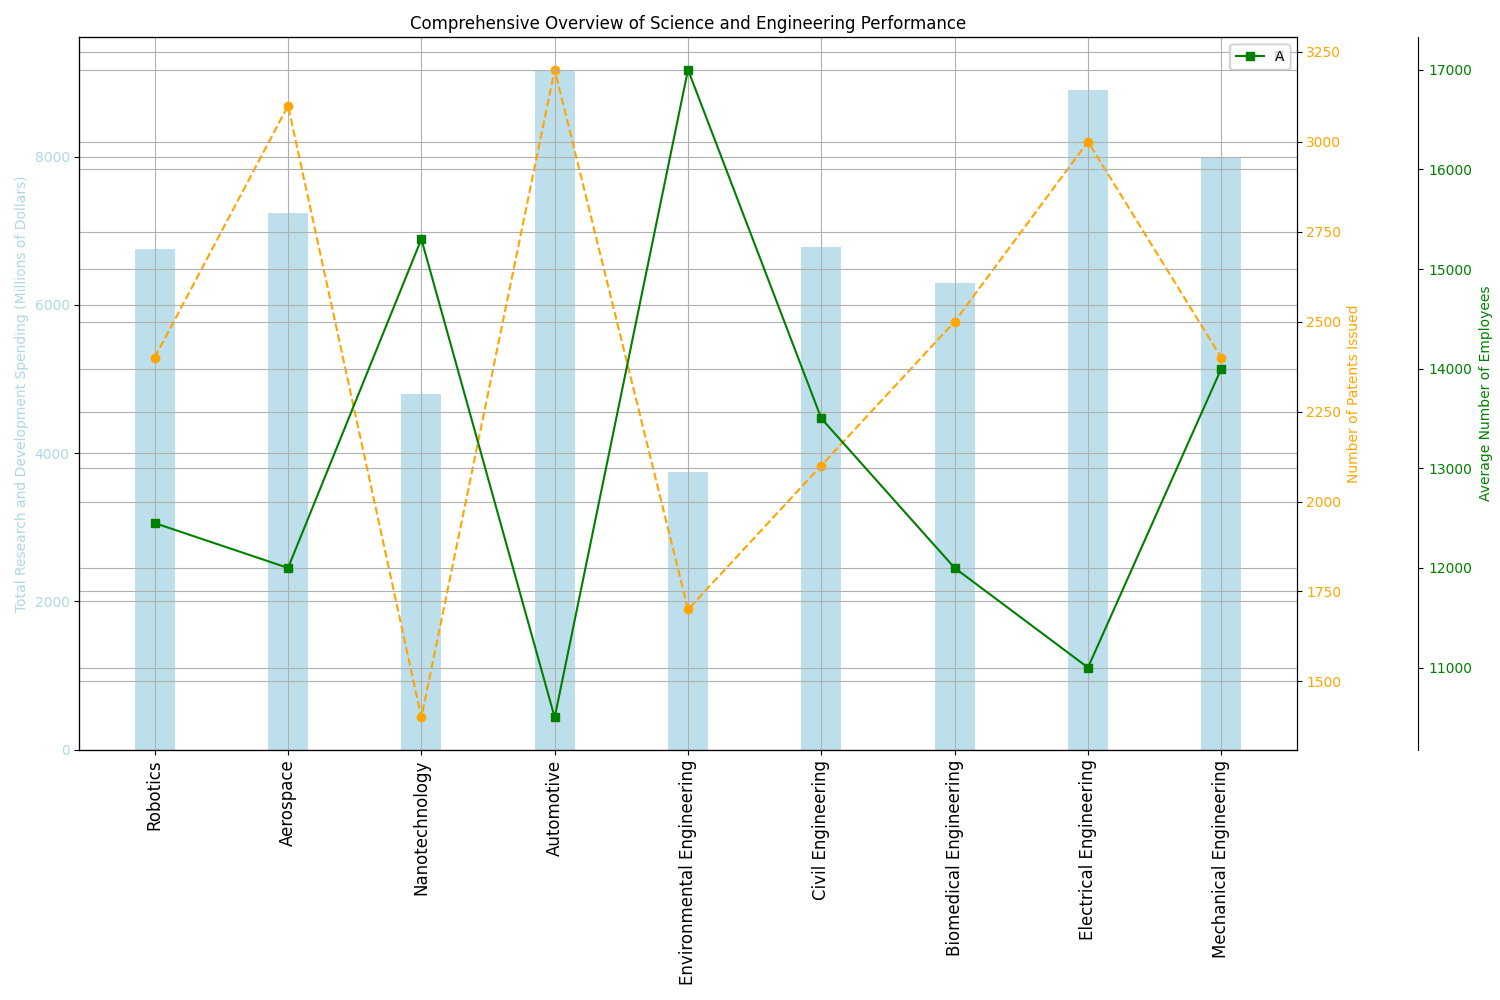 Comprehensive Overview of Science and Engineering Performance
A
Total Research and Development Spending (Millions of Dollars)
8000
6000
4000
2000
0
3250
3000
2750
2500
2250
2000
1750
1500
Number of Patents Issued
17000
16000
15000
14000
13000
12000
11000
Average Number of Employees
Robotics
Aerospace
Nanotechnology
Automotive
Environmental Engineering
Civil Engineering
Biomedical Engineering
Electrical Engineering
Mechanical Engineering